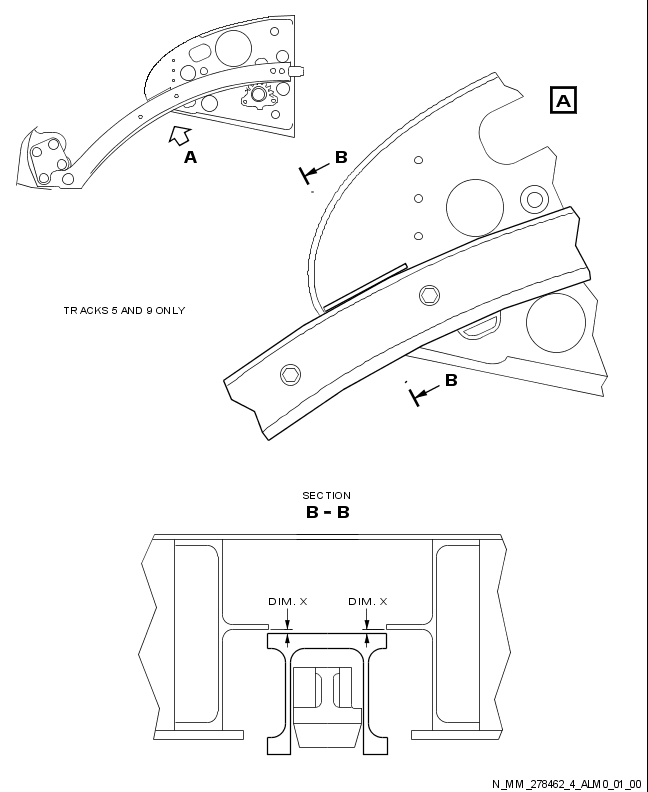 A
A
B
TRACKS 5 AND 9 ONLY
B
SECTION
B - B
DIM. X DIM. X
N_MM_278462_4_ALM0_01_00